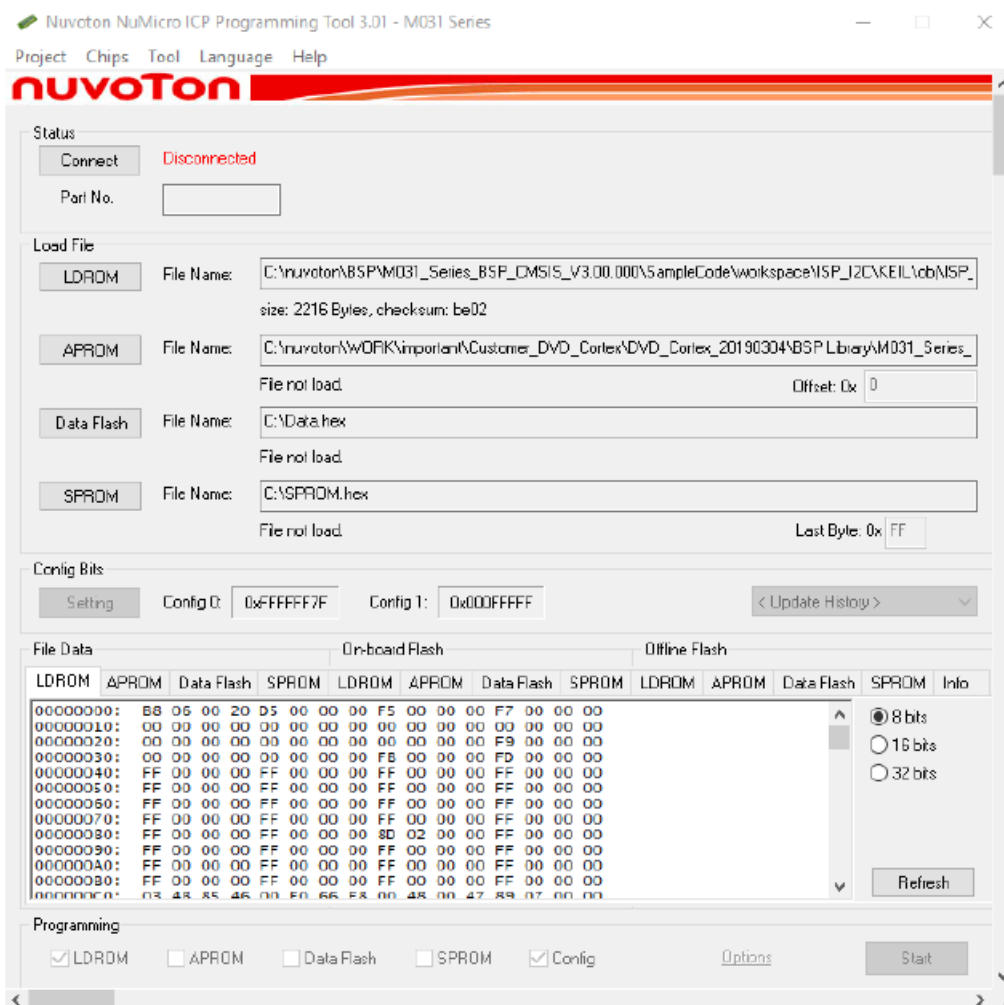 Nuvoton NuMicro ICP Programming Tool 3.01 - M031 Series
Project Chips Tool Language Help
nuvoTon
Status
Connect Disconnected
Part No.
Load File
LDROM File Name: C:\nuvoton\BSP\M031_Series_BSP_CMSIS_V3.00.000\SampleCode\workspace\ISP_I2C\KEIL\obj\ISP_
size: 2216 Bytes, checksum: be02
APROM File Name: C:\nuvoton\WORK\important\Customer_DVD_Cortex\DVD_Cortex_20190304\BSP Library\M031_Series_
File not load. Offset: 0x 0
Data Flash File Name: C:\Data.hex
File not load.
SPROM File Name: C:\SPROM.hex
File not load. Last Byte: 0x FF
Config Bits
Setting Config 0: 0xFFFFFF7F Config 1: 0x000FFFFF < Update History >
File Data On-board Flash Offline Flash
LDROM APROM Data Flash SPROM LDROM APROM Data Flash SPROM LDROM APROM Data Flash SPROM Info
00000000: B8 06 00 20 D5 00 00 00 F5 00 00 00 F7 00 00 00
00000010: 00 00 00 00 00 00 00 00 00 00 00 00 00 00 00 00
00000020: 00 00 00 00 00 00 00 00 00 00 00 00 F9 00 00 00
00000030: 00 00 00 00 00 00 00 00 FB 00 00 00 FD 00 00 00
00000040: FF 00 00 00 FF 00 00 00 FF 00 00 00 FF 00 00 00
00000050: FF 00 00 00 FF 00 00 00 FF 00 00 00 FF 00 00 00
00000060: FF 00 00 00 FF 00 00 00 FF 00 00 00 FF 00 00 00
00000070: FF 00 00 00 FF 00 00 00 FF 00 00 00 FF 00 00 00
00000080: FF 00 00 00 FF 00 00 00 8D 02 00 00 FF 00 00 00
00000090: FF 00 00 00 FF 00 00 00 FF 00 00 00 FF 00 00 00
000000A0: FF 00 00 00 FF 00 00 00 FF 00 00 00 FF 00 00 00
000000B0: FF 00 00 00 FF 00 00 00 FF 00 00 00 FF 00 00 00
000000C0: 03 48 85 46 00 F0 66 F8 00 48 00 47 89 07 00 00
8 bits
16 bits
32 bits
Refresh
Programming
LDROM APROM Data Flash SPROM Config Options Start